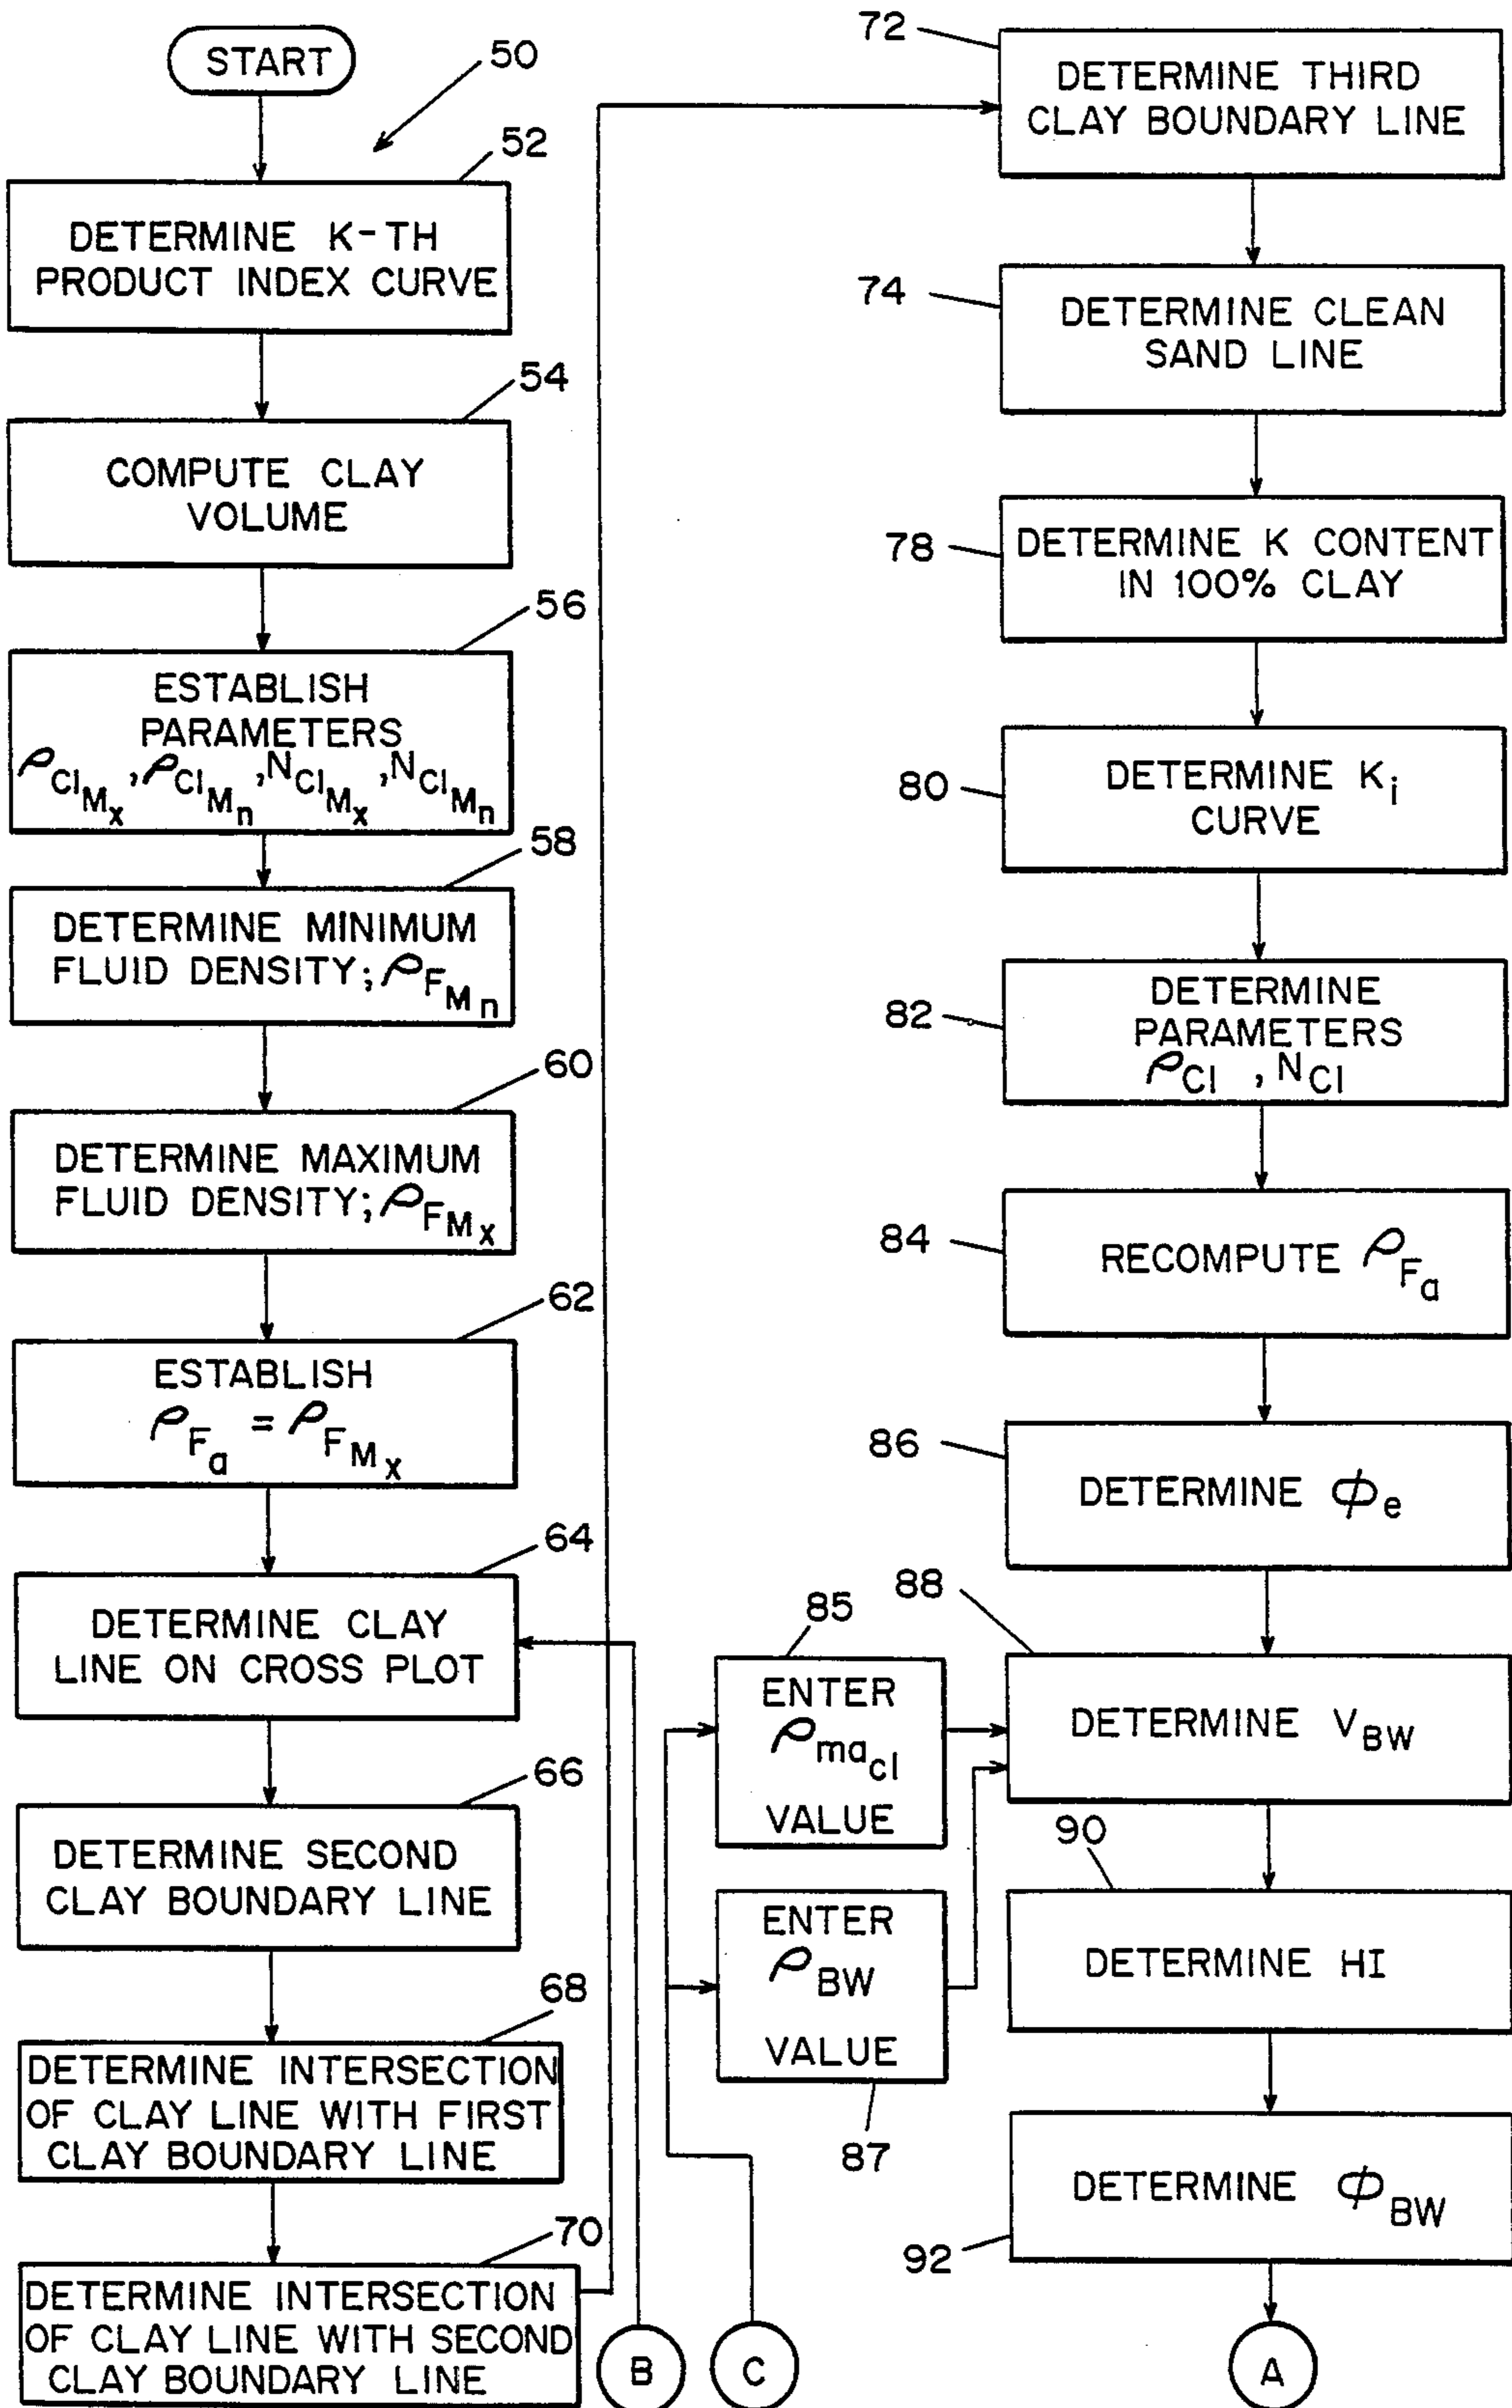 START
50
52
DETERMINE K-TH
PRODUCT INDEX CURVE
54
COMPUTE CLAY
VOLUME
56
ESTABLISH
PARAMETERS
ρClMx, ρClMn, NClMx, NClMn
58
DETERMINE MINIMUM
FLUID DENSITY; ρFMn
60
DETERMINE MAXIMUM
FLUID DENSITY; ρFMx
62
ESTABLISH
ρFa = ρFMx
64
DETERMINE CLAY
LINE ON CROSS PLOT
66
DETERMINE SECOND
CLAY BOUNDARY LINE
68
DETERMINE INTERSECTION
OF CLAY LINE WITH FIRST
CLAY BOUNDARY LINE
70
DETERMINE INTERSECTION
OF CLAY LINE WITH SECOND
CLAY BOUNDARY LINE
B
C
72
DETERMINE THIRD
CLAY BOUNDARY LINE
74
DETERMINE CLEAN
SAND LINE
78
DETERMINE K CONTENT
IN 100% CLAY
80
DETERMINE Ki
CURVE
82
DETERMINE
PARAMETERS
ρCl , NCl
84
RECOMPUTE ρFa
86
DETERMINE ϕe
85
ENTER
ρmacl
VALUE
87
ENTER
ρBW
VALUE
88
DETERMINE VBW
90
DETERMINE HI
92
DETERMINE ϕBW
A